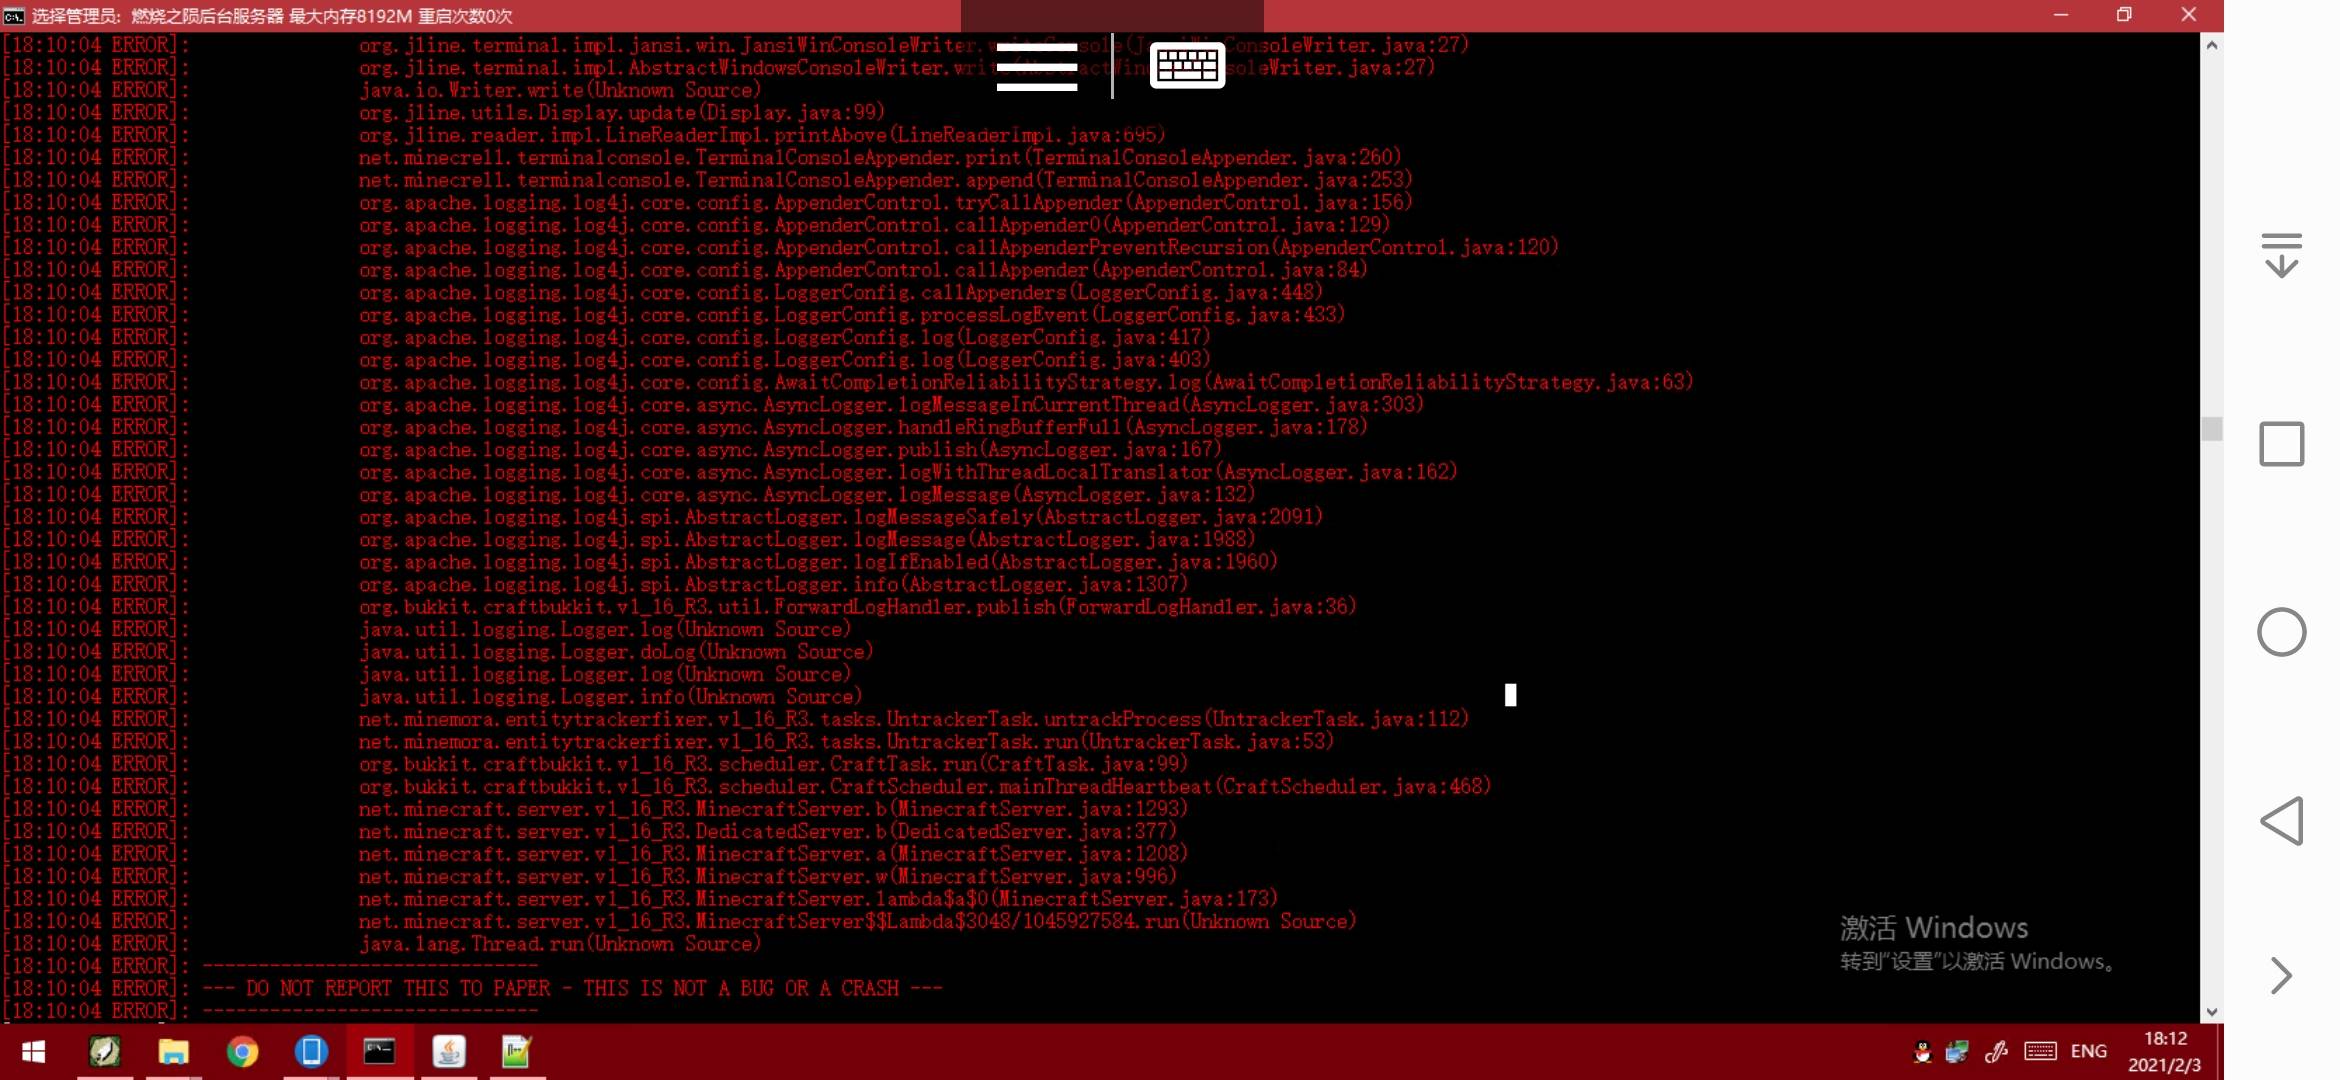 选择管理员: 燃烧之陨后台服务器 最大内存8192M 重启次数0次
[18:10:04 ERROR]: org.jline.terminal.impl.jansi.win.JansiWinConsoleWriter.writeConsole(JansiWinConsoleWriter.java:27)
[18:10:04 ERROR]: org.jline.terminal.impl.AbstractWindowsConsoleWriter.write(AbstractWindowsConsoleWriter.java:27)
[18:10:04 ERROR]: java.io.Writer.write(Unknown Source)
[18:10:04 ERROR]: org.jline.utils.Display.update(Display.java:99)
[18:10:04 ERROR]: org.jline.reader.impl.LineReaderImpl.printAbove(LineReaderImpl.java:695)
[18:10:04 ERROR]: net.minecrell.terminalconsole.TerminalConsoleAppender.print(TerminalConsoleAppender.java:260)
[18:10:04 ERROR]: net.minecrell.terminalconsole.TerminalConsoleAppender.append(TerminalConsoleAppender.java:253)
[18:10:04 ERROR]: org.apache.logging.log4j.core.config.AppenderControl.tryCallAppender(AppenderControl.java:156)
[18:10:04 ERROR]: org.apache.logging.log4j.core.config.AppenderControl.callAppender0(AppenderControl.java:129)
[18:10:04 ERROR]: org.apache.logging.log4j.core.config.AppenderControl.callAppenderPreventRecursion(AppenderControl.java:120)
[18:10:04 ERROR]: org.apache.logging.log4j.core.config.AppenderControl.callAppender(AppenderControl.java:84)
[18:10:04 ERROR]: org.apache.logging.log4j.core.config.LoggerConfig.callAppenders(LoggerConfig.java:448)
[18:10:04 ERROR]: org.apache.logging.log4j.core.config.LoggerConfig.processLogEvent(LoggerConfig.java:433)
[18:10:04 ERROR]: org.apache.logging.log4j.core.config.LoggerConfig.log(LoggerConfig.java:417)
[18:10:04 ERROR]: org.apache.logging.log4j.core.config.LoggerConfig.log(LoggerConfig.java:403)
[18:10:04 ERROR]: org.apache.logging.log4j.core.config.AwaitCompletionReliabilityStrategy.log(AwaitCompletionReliabilityStrategy.java:63)
[18:10:04 ERROR]: org.apache.logging.log4j.core.async.AsyncLogger.logMessageInCurrentThread(AsyncLogger.java:303)
[18:10:04 ERROR]: org.apache.logging.log4j.core.async.AsyncLogger.handleRingBufferFull(AsyncLogger.java:178)
[18:10:04 ERROR]: org.apache.logging.log4j.core.async.AsyncLogger.publish(AsyncLogger.java:167)
[18:10:04 ERROR]: org.apache.logging.log4j.core.async.AsyncLogger.logWithThreadLocalTranslator(AsyncLogger.java:162)
[18:10:04 ERROR]: org.apache.logging.log4j.core.async.AsyncLogger.logMessage(AsyncLogger.java:132)
[18:10:04 ERROR]: org.apache.logging.log4j.spi.AbstractLogger.logMessageSafely(AbstractLogger.java:2091)
[18:10:04 ERROR]: org.apache.logging.log4j.spi.AbstractLogger.logMessage(AbstractLogger.java:1988)
[18:10:04 ERROR]: org.apache.logging.log4j.spi.AbstractLogger.logIfEnabled(AbstractLogger.java:1960)
[18:10:04 ERROR]: org.apache.logging.log4j.spi.AbstractLogger.info(AbstractLogger.java:1307)
[18:10:04 ERROR]: org.bukkit.craftbukkit.v1_16_R3.util.ForwardLogHandler.publish(ForwardLogHandler.java:36)
[18:10:04 ERROR]: java.util.logging.Logger.log(Unknown Source)
[18:10:04 ERROR]: java.util.logging.Logger.doLog(Unknown Source)
[18:10:04 ERROR]: java.util.logging.Logger.log(Unknown Source)
[18:10:04 ERROR]: java.util.logging.Logger.info(Unknown Source)
[18:10:04 ERROR]: net.minemora.entitytrackerfixer.v1_16_R3.tasks.UntrackerTask.untrackProcess(UntrackerTask.java:112)
[18:10:04 ERROR]: net.minemora.entitytrackerfixer.v1_16_R3.tasks.UntrackerTask.run(UntrackerTask.java:53)
[18:10:04 ERROR]: org.bukkit.craftbukkit.v1_16_R3.scheduler.CraftTask.run(CraftTask.java:99)
[18:10:04 ERROR]: org.bukkit.craftbukkit.v1_16_R3.scheduler.CraftScheduler.mainThreadHeartbeat(CraftScheduler.java:468)
[18:10:04 ERROR]: net.minecraft.server.v1_16_R3.MinecraftServer.b(MinecraftServer.java:1293)
[18:10:04 ERROR]: net.minecraft.server.v1_16_R3.DedicatedServer.b(DedicatedServer.java:377)
[18:10:04 ERROR]: net.minecraft.server.v1_16_R3.MinecraftServer.a(MinecraftServer.java:1208)
[18:10:04 ERROR]: net.minecraft.server.v1_16_R3.MinecraftServer.w(MinecraftServer.java:996)
[18:10:04 ERROR]: net.minecraft.server.v1_16_R3.MinecraftServer.lambda$a$0(MinecraftServer.java:173)
[18:10:04 ERROR]: net.minecraft.server.v1_16_R3.MinecraftServer$$Lambda$3048/1045927584.run(Unknown Source)
[18:10:04 ERROR]: java.lang.Thread.run(Unknown Source)
[18:10:04 ERROR]: ------------------------------
[18:10:04 ERROR]: --- DO NOT REPORT THIS TO PAPER - THIS IS NOT A BUG OR A CRASH ---
[18:10:04 ERROR]: ------------------------------
激活 Windows
转到“设置”以激活 Windows。
ENG
18:12
2021/2/3